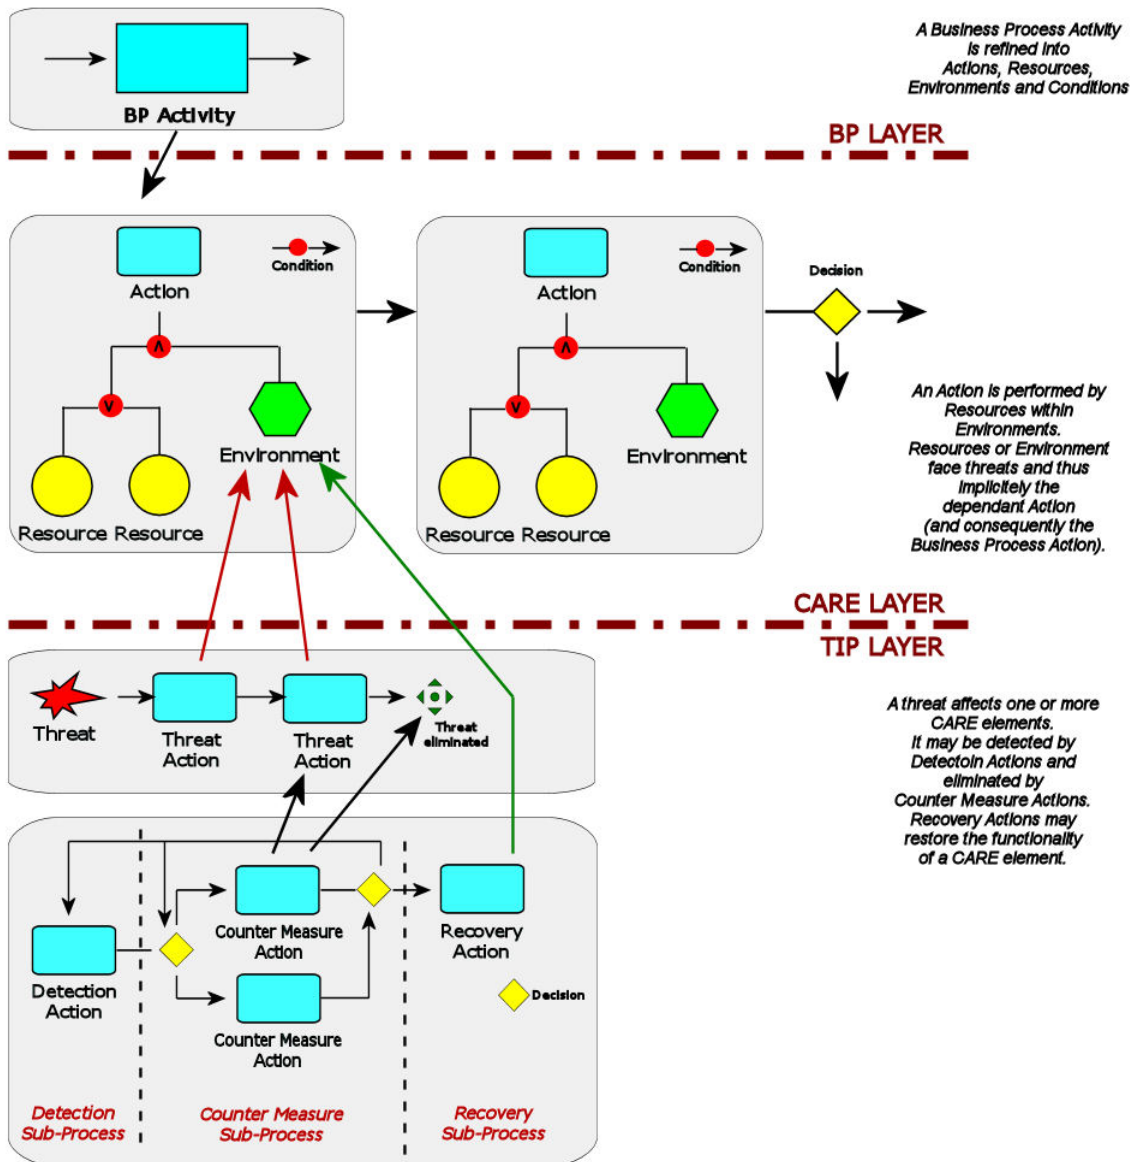 A Business Process Activity
is refined into
Actions, Resources,
Environments and Conditions
BP Activity
BP LAYER
Action
Condition
Action
Condition
Decision
Λ
Λ
V
V
Environment
Environment
Resource
Resource
Resource
Resource
An Action is performed by
Resources within
Environments.
Resources or Environment
face threats and thus
implicitely the
dependant Action
(and consequently the
Business Process Action).
CARE LAYER
TIP LAYER
Threat
Threat
Action
Threat
Action
Threat
eliminated
A threat affects one or more
CARE elements.
It may be detected by
Detectoin Actions and
eliminated by
Counter Measure Actions.
Recovery Actions may
restore the functionality
of a CARE element.
Counter Measure
Action
Recovery
Action
Detection
Action
Decision
Counter Measure
Action
Detection
Sub-Process
Counter Measure
Sub-Process
Recovery
Sub-Process